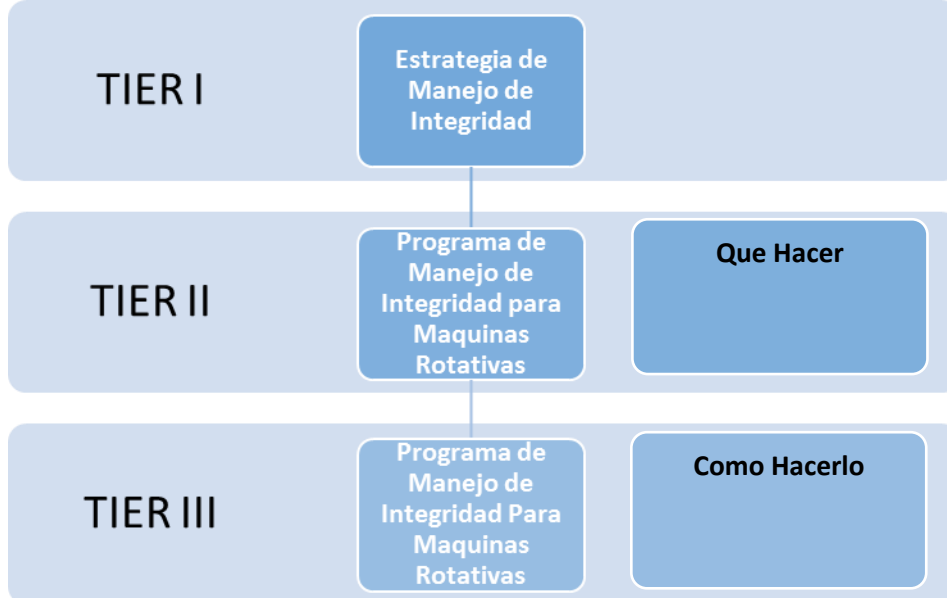 TIER I
Estrategia de
Manejo de
Integridad
TIER II
Programa de
Manejo de
Integridad para
Maquinas
Rotativas
Que Hacer
TIER III
Programa de
Manejo de
Integridad Para
Maquinas
Rotativas
Como Hacerlo